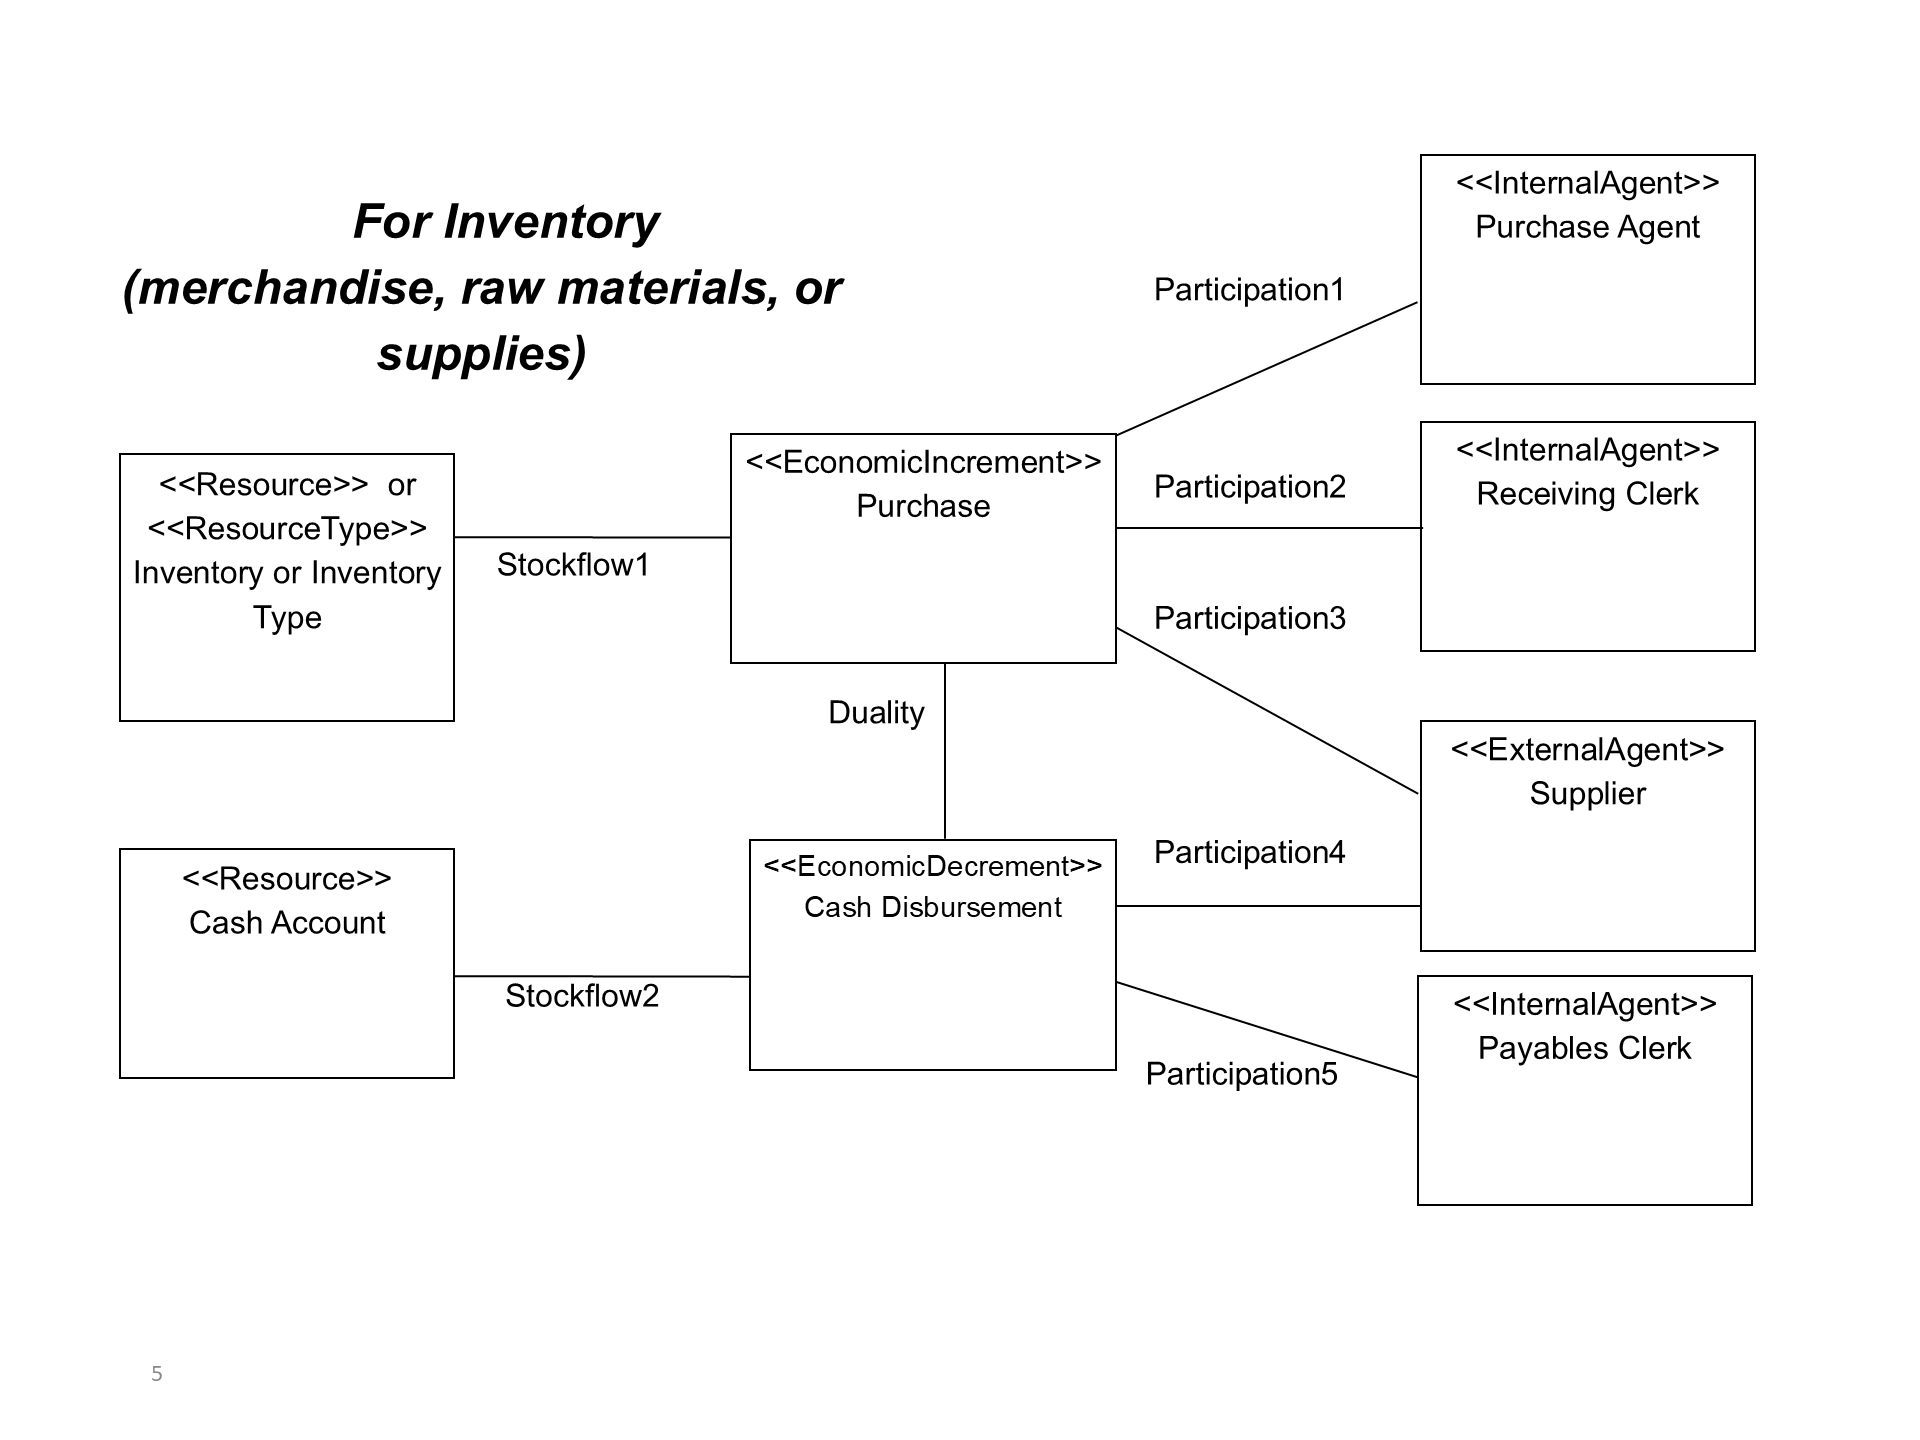 For Inventory
(merchandise, raw materials, or
supplies)
<<InternalAgent>>
Purchase Agent
Participation1
<<Resource>>  or
<<ResourceType>>
Inventory or Inventory
Type
Stockflow1
<<EconomicIncrement>>
Purchase
Participation2
<<InternalAgent>>
Receiving Clerk
Participation3
Duality
<<ExternalAgent>>
Supplier
<<Resource>>
Cash Account
Stockflow2
<<EconomicDecrement>>
Cash Disbursement
Participation4
Participation5
<<InternalAgent>>
Payables Clerk
5